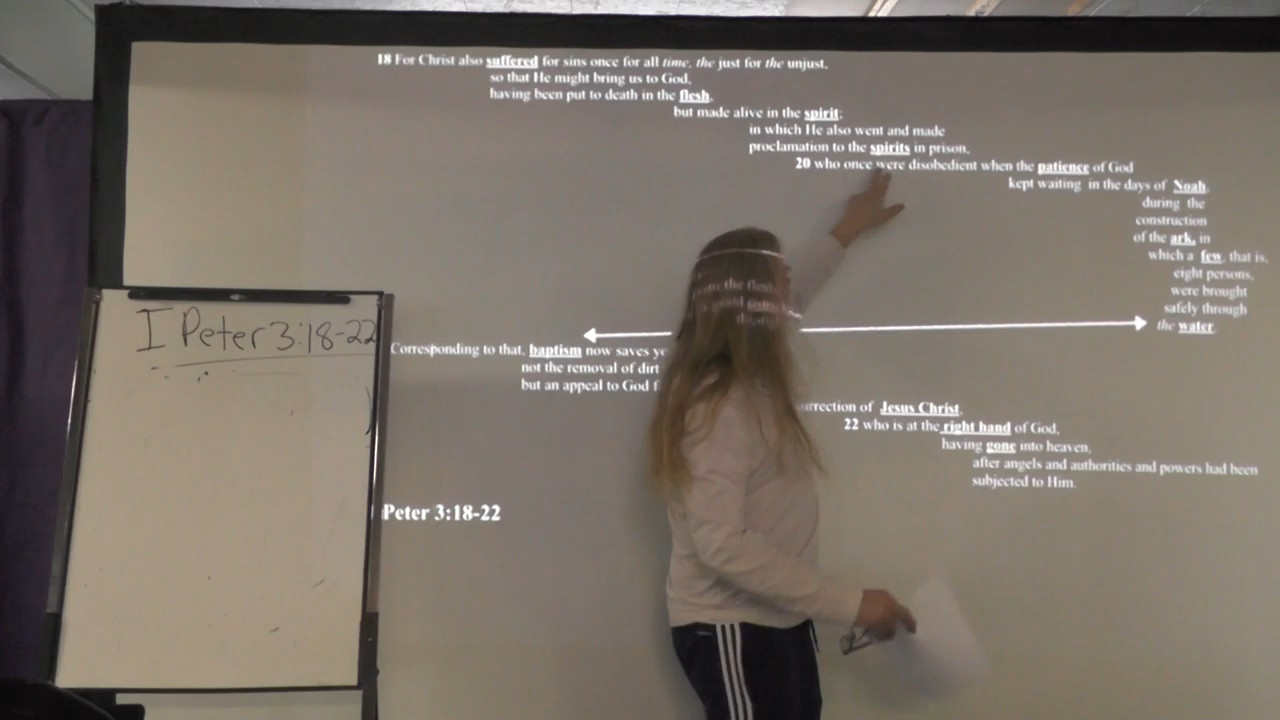 18 For Christ also suffered for sins once for all time, the just for the unjust,
so that He might bring us to God,
having been put to death in the flesh,
but made alive in the spirit;
in which He also went and made
proclamation to the spirits in prison,
20 who once were disobedient when the patience of God
kept waiting in the days of Noah,
during the
construction
of the ark, in
which a few, that is,
eight persons,
were brought
safely through
the water.
I Peter 3:18-22
Corresponding to that, baptism now saves
not the removal of dirt
but an appeal to God
the flesh
a good
Jesus Christ,
22 who is at the right hand of God,
having gone into heaven,
after angels and authorities and powers had been
subjected to Him.
Peter 3:18-22